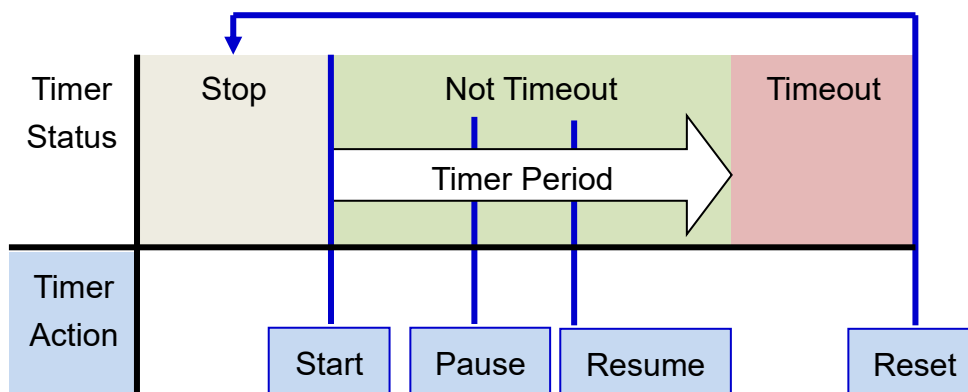 Timer
Status
Stop
Not Timeout
Timeout
Timer Period
Timer
Action
Start
Pause
Resume
Reset